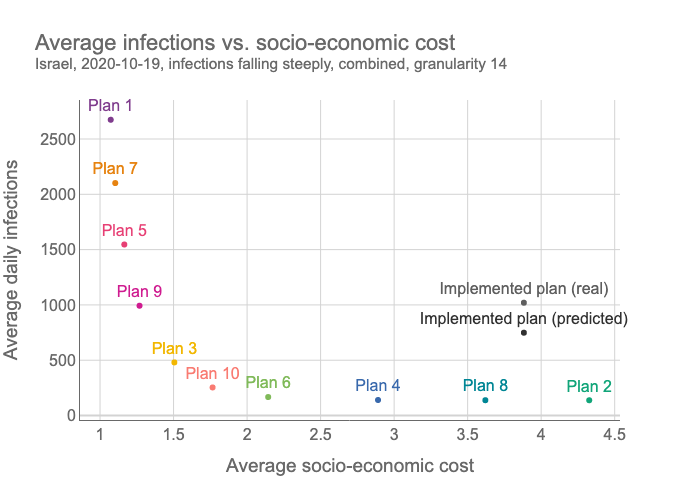 Average infections vs. socio-economic cost
Israel, 2020-10-19, infections falling steeply, combined, granularity 14
Plan 1
2500
Plan 7
2000
Plan 5
1500
Plan 9
Implemented plan (real)
1000
Implemented plan (predicted)
Plan 3
500
Plan 10
Plan 6
Plan 4
Plan 8
Plan 2
0
1
1.5
2
2.5
3
3.5
4
4.5
Average daily infections
Average socio-economic cost